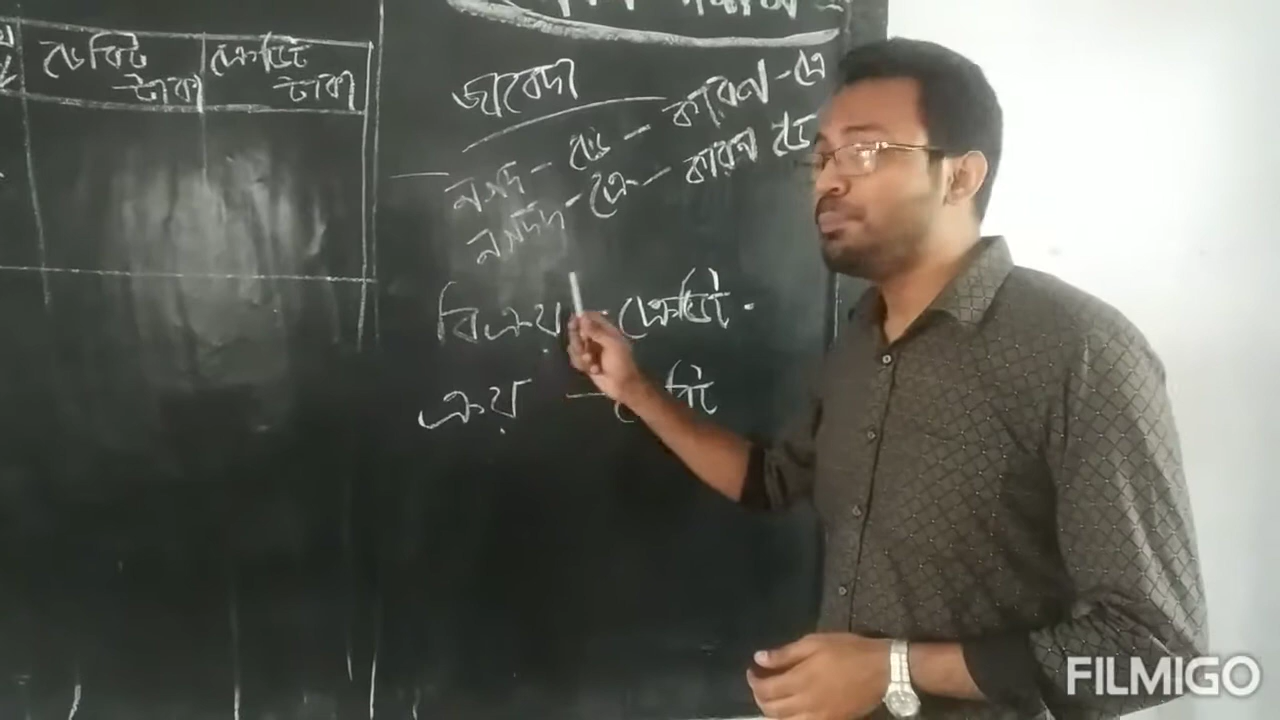 ডেবিট ক্রেডিট
টাকা টাকা
জাবেদা
নগদ - ডেঃ - কারণ - ক্রে
নগদ - ক্রে - কারণ ডে
বিক্রয় - ক্রেডিট -
ক্রয় -
FILMIGO